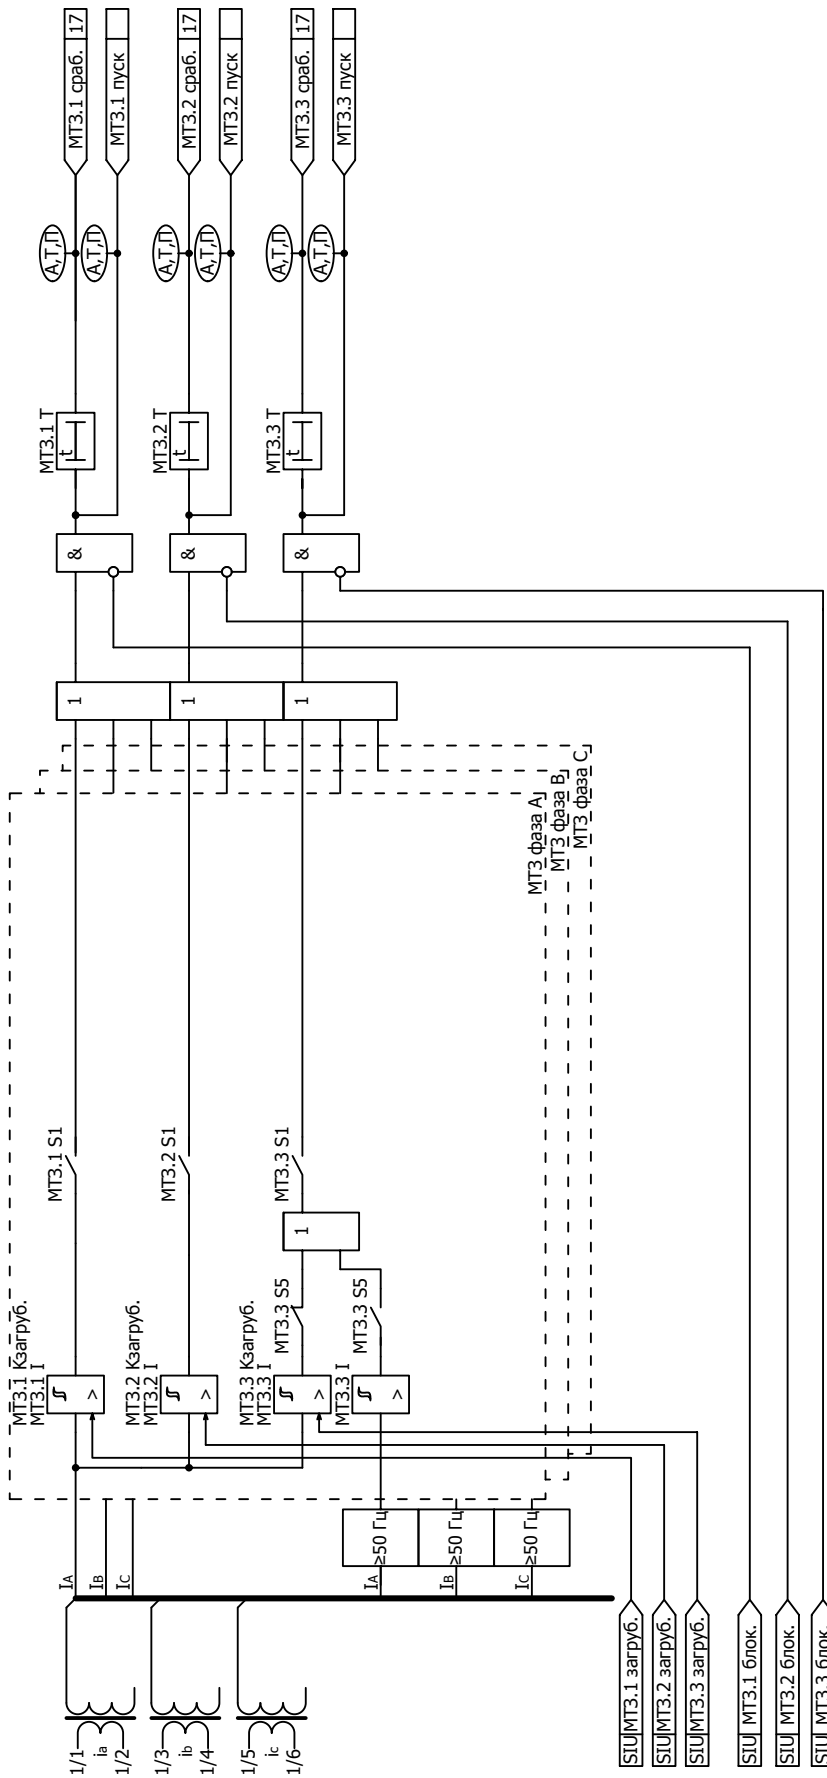 МТЗ.1 сраб. 17
МТЗ.1 пуск
МТЗ.2 сраб. 17
МТЗ.2 пуск
МТЗ.3 сраб. 17
МТЗ.3 пуск
А,Т,П
А,Т,П
А,Т,П
А,Т,П
А,Т,П
А,Т,П
МТЗ.1 T
t
МТЗ.2 T
t
МТЗ.3 T
t
&
&
&
1
1
1
МТЗ фаза A
МТЗ фаза B
МТЗ фаза C
МТЗ.1 S1
МТЗ.2 S1
МТЗ.3 S1
1
МТЗ.3 S5
МТЗ.3 S5
МТЗ.1 Кзагруб.
МТЗ.1 I
>
МТЗ.2 Кзагруб.
МТЗ.2 I
>
МТЗ.3 Кзагруб.
МТЗ.3 I
>
МТЗ.3 I
>
≥50 Гц
≥50 Гц
≥50 Гц
IA
IB
IC
IA
IB
IC
1/1
ia
1/2
1/3
ib
1/4
1/5
ic
1/6
SIU МТЗ.1 загруб.
SIU МТЗ.2 загруб.
SIU МТЗ.3 загруб.
SIU МТЗ.1 блок.
SIU МТЗ.2 блок.
SIU МТЗ.3 блок.